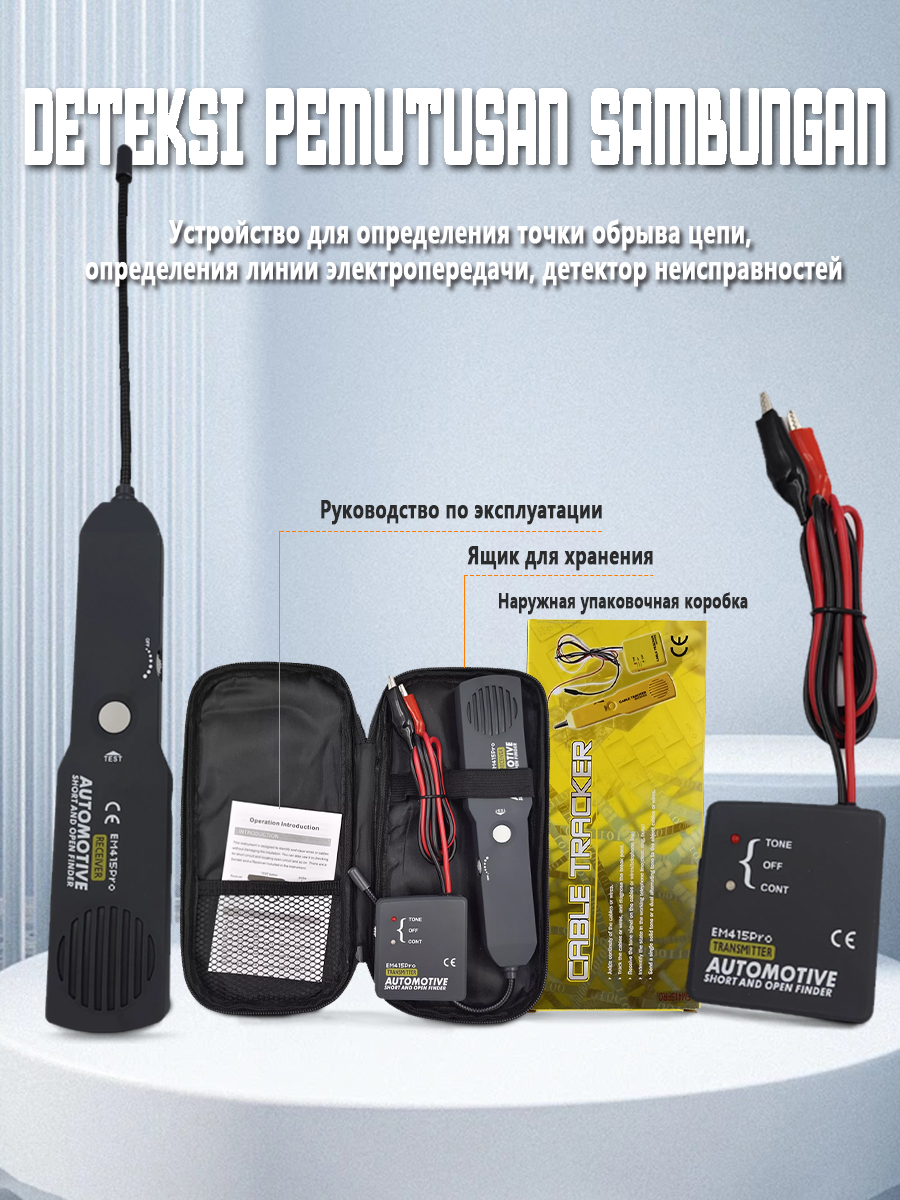 DETEKSI PEMUTUSAN SAMBUNGAN
Устройство для определения точки обрыва цепи,
определения линии электропередачи, детектор неисправностей
Руководство по эксплуатации
Ящик для хранения
Наружная упаковочная коробка
OFF
TEST
CE
EM415Pro
RECEIVER
AUTOMOTIVE
SHORT AND OPEN FINDER
Operation Introduction
INTRODUCTION
TONE
OFF
CONT
EM415Pro
TRANSMITTER
AUTOMOTIVE
SHORT AND OPEN FINDER
CE
CABLE TRACKER
TONE
OFF
CONT
EM415Pro
CE
TRANSMITTER
AUTOMOTIVE
SHORT AND OPEN FINDER